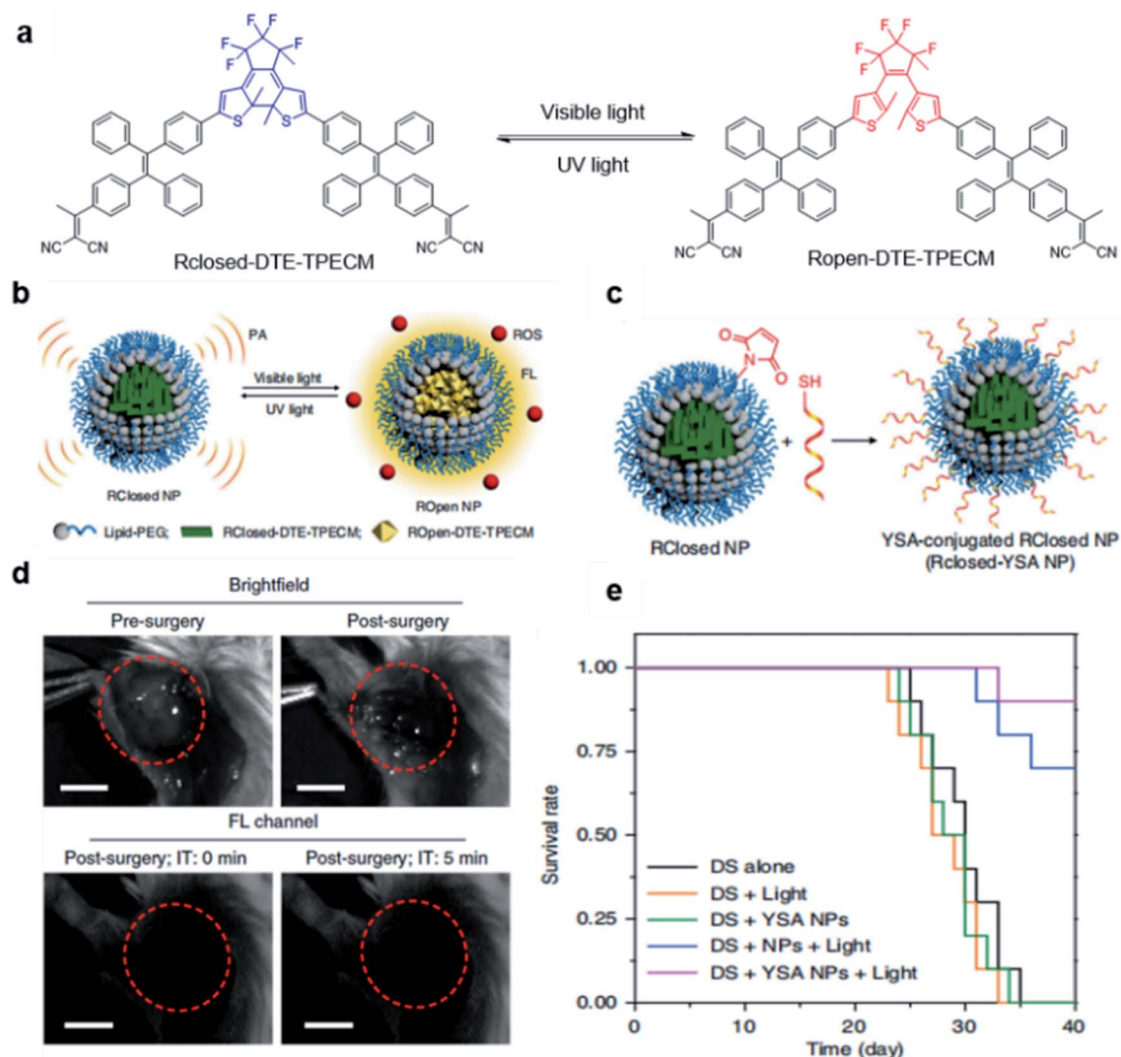 a
F F
F F
F
S S
NC CN
NC CN
Rclosed-DTE-TPECM
Visible light
UV light
F F
F F
F
S S
NC CN
NC CN
Ropen-DTE-TPECM
b
PA
Visible light
UV light
ROS
FL
RClosed NP
ROpen NP
Lipid-PEG; RClosed-DTE-TPECM; ROpen-DTE-TPECM
c
O
N
O
SH
+
RClosed NP
YSA-conjugated RClosed NP
(Rclosed-YSA NP)
d
Brightfield
Pre-surgery Post-surgery
FL channel
Post-surgery; IT: 0 min Post-surgery; IT: 5 min
e
Survival rate
1.00
0.75
0.50
0.25
0.00
DS alone
DS + Light
DS + YSA NPs
DS + NPs + Light
DS + YSA NPs + Light
0 10 20 30 40
Time (day)